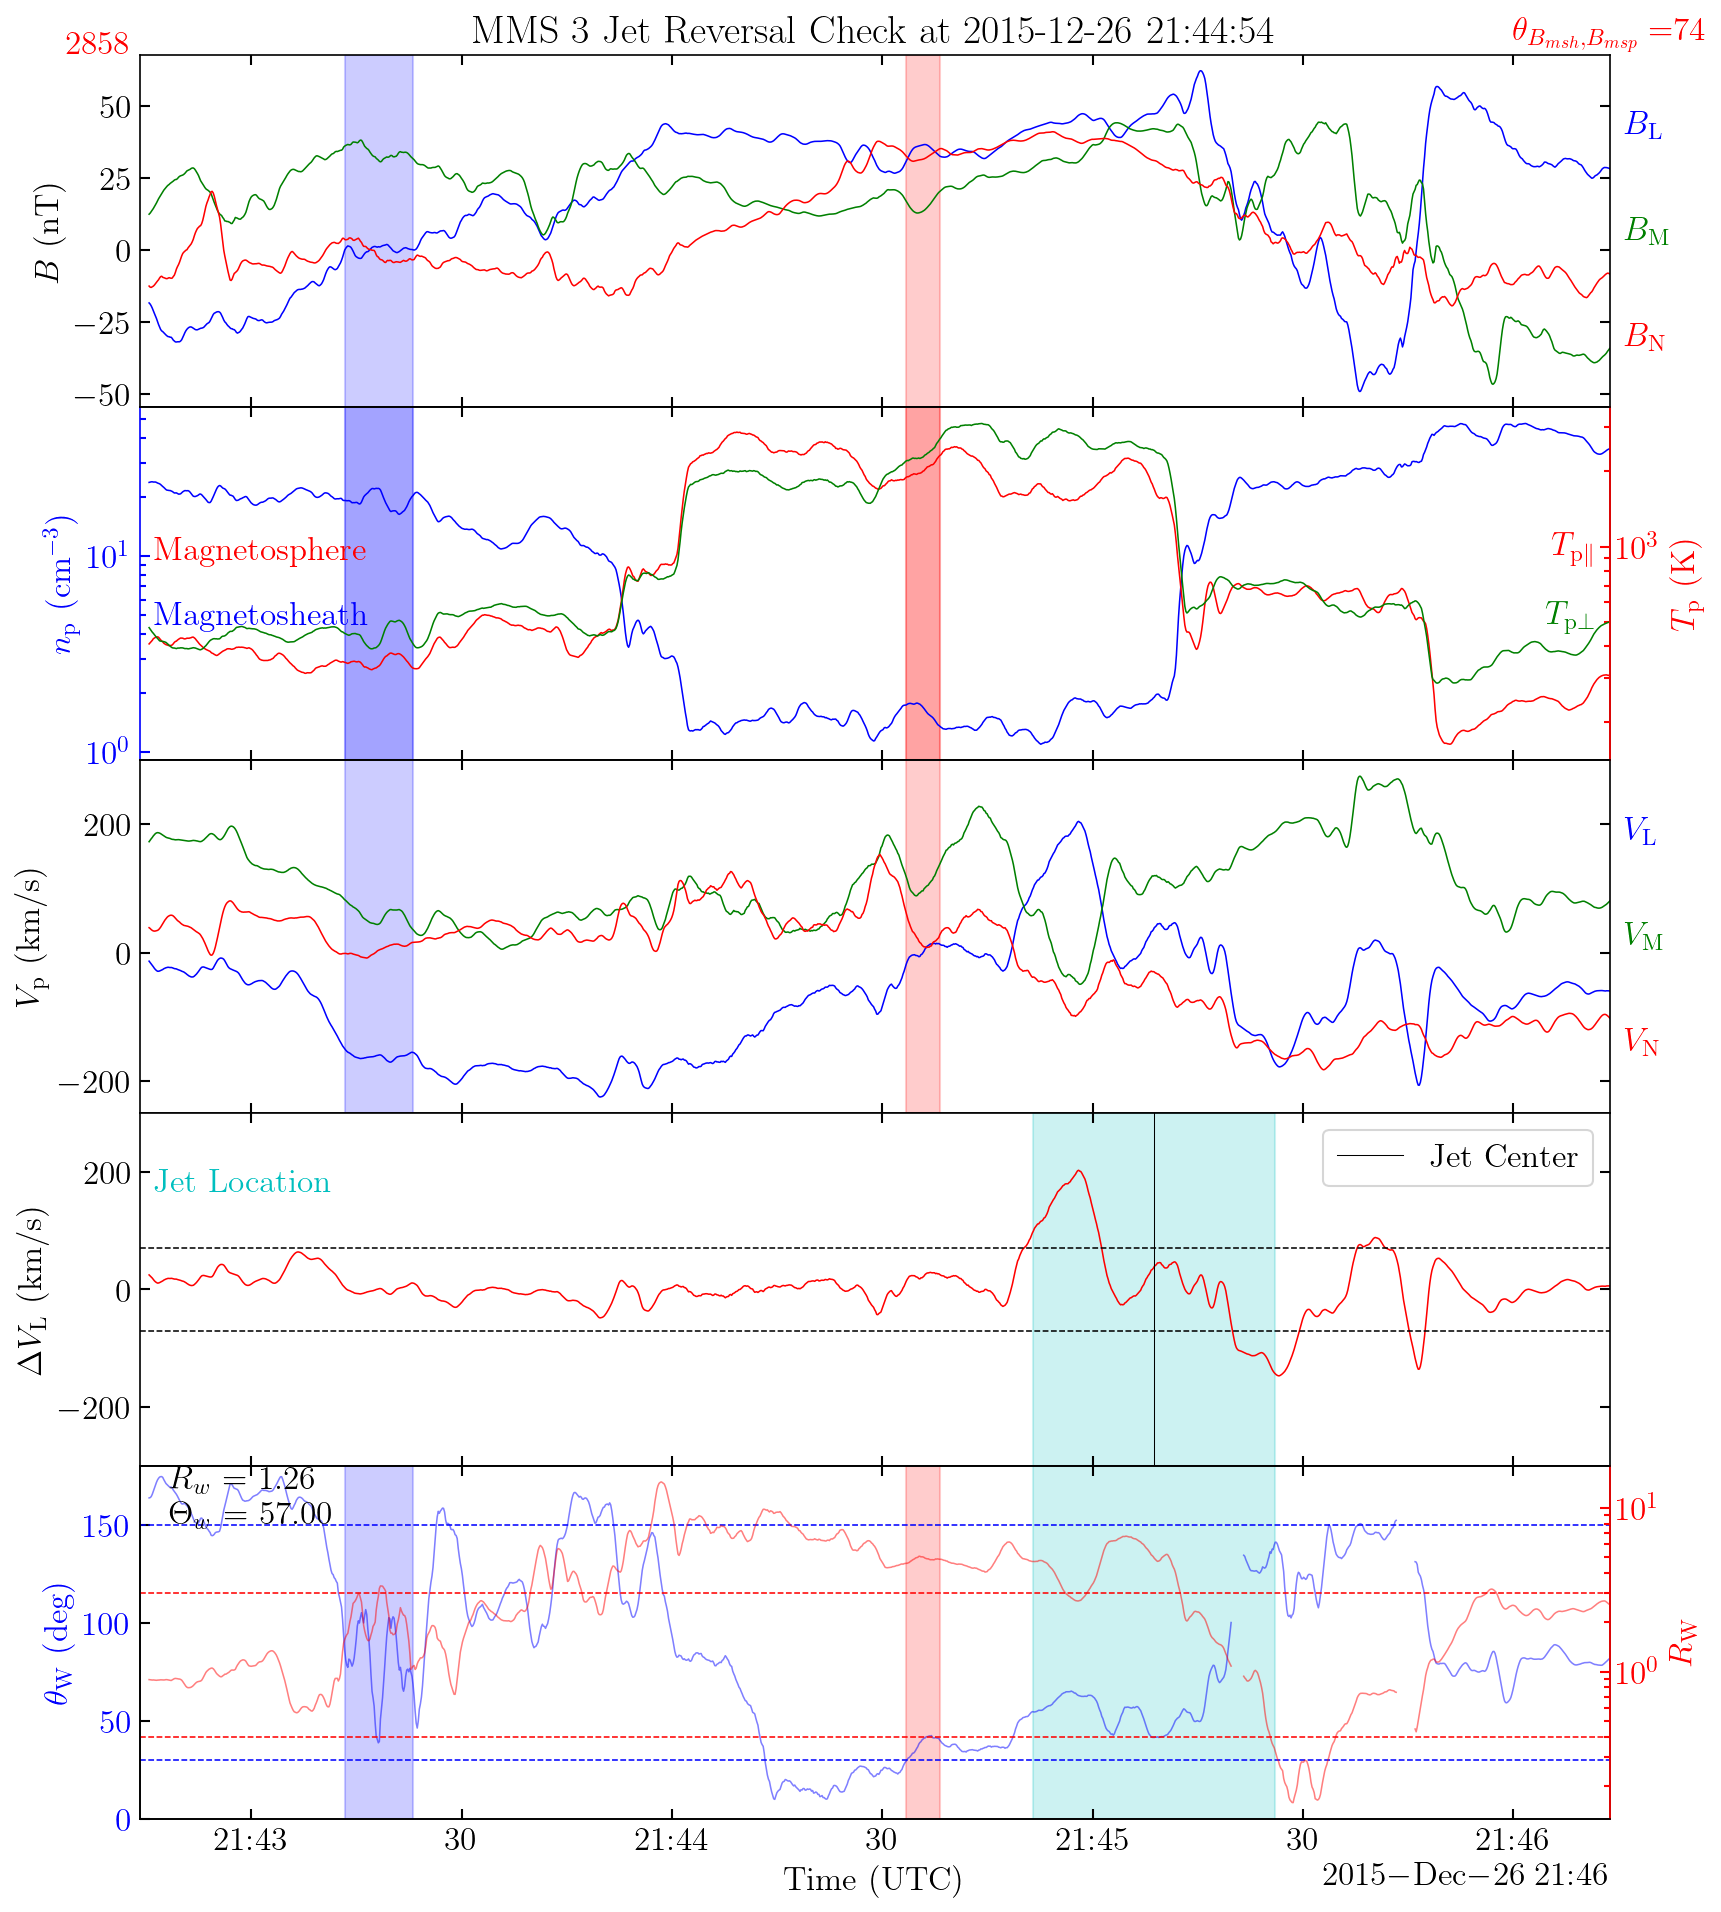 MMS 3 Jet Reversal Check at 2015-12-26 21:44:54
2858
θ_{B_{msh},B_{msp}} =74
50
25
0
−25
−50
B (nT)
B_L
B_M
B_N
10^1
10^0
n_p (cm^{−3})
Magnetosphere
Magnetosheath
T_{p∥}
T_{p⊥}
10^3
T_p (K)
200
0
−200
V_p (km/s)
V_L
V_M
V_N
200
0
−200
ΔV_L (km/s)
Jet Location
Jet Center
R_w = 1.26
Θ_w = 57.00
150
100
50
0
θ_W (deg)
10^1
10^0
R_W
21:43 30 21:44 30 21:45 30 21:46
Time (UTC)
2015−Dec−26 21:46